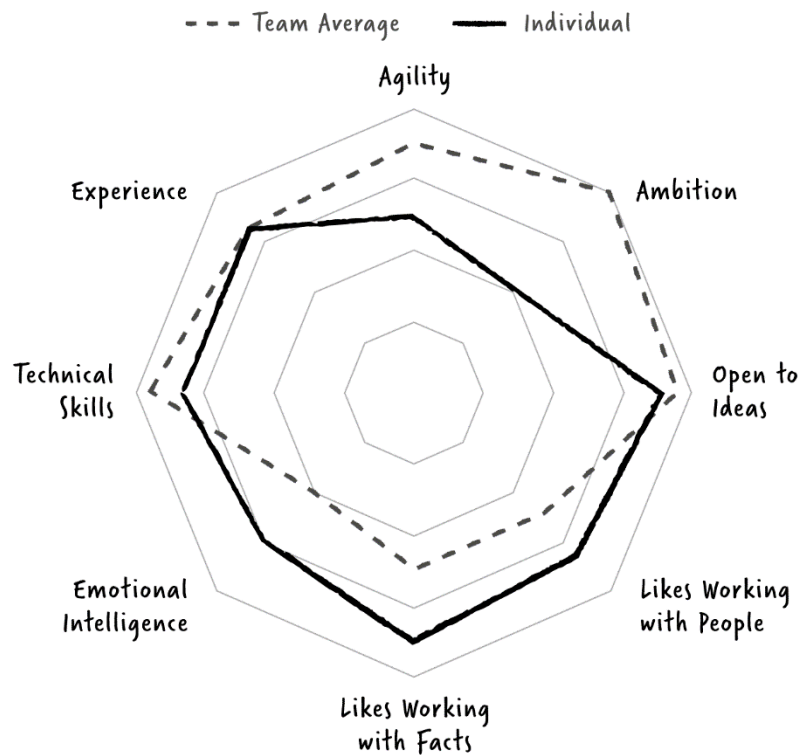 Team Average
Individual
Agility
Experience
Ambition
Technical
Skills
Open to
Ideas
Emotional
Intelligence
Likes Working
with People
Likes Working
with Facts